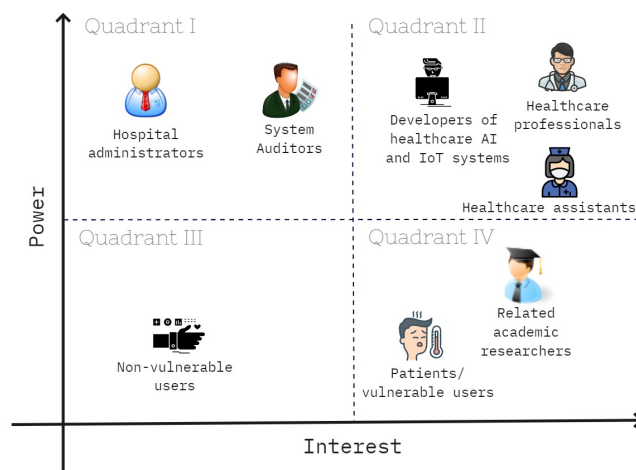 Quadrant I
Quadrant II
Hospital
administrators
System
Auditors
Developers of
healthcare AI
and IoT systems
Healthcare
professionals
Healthcare assistants
Power
Quadrant III
Quadrant IV
Non-vulnerable
users
Patients/
vulnerable users
Related
academic
researchers
Interest